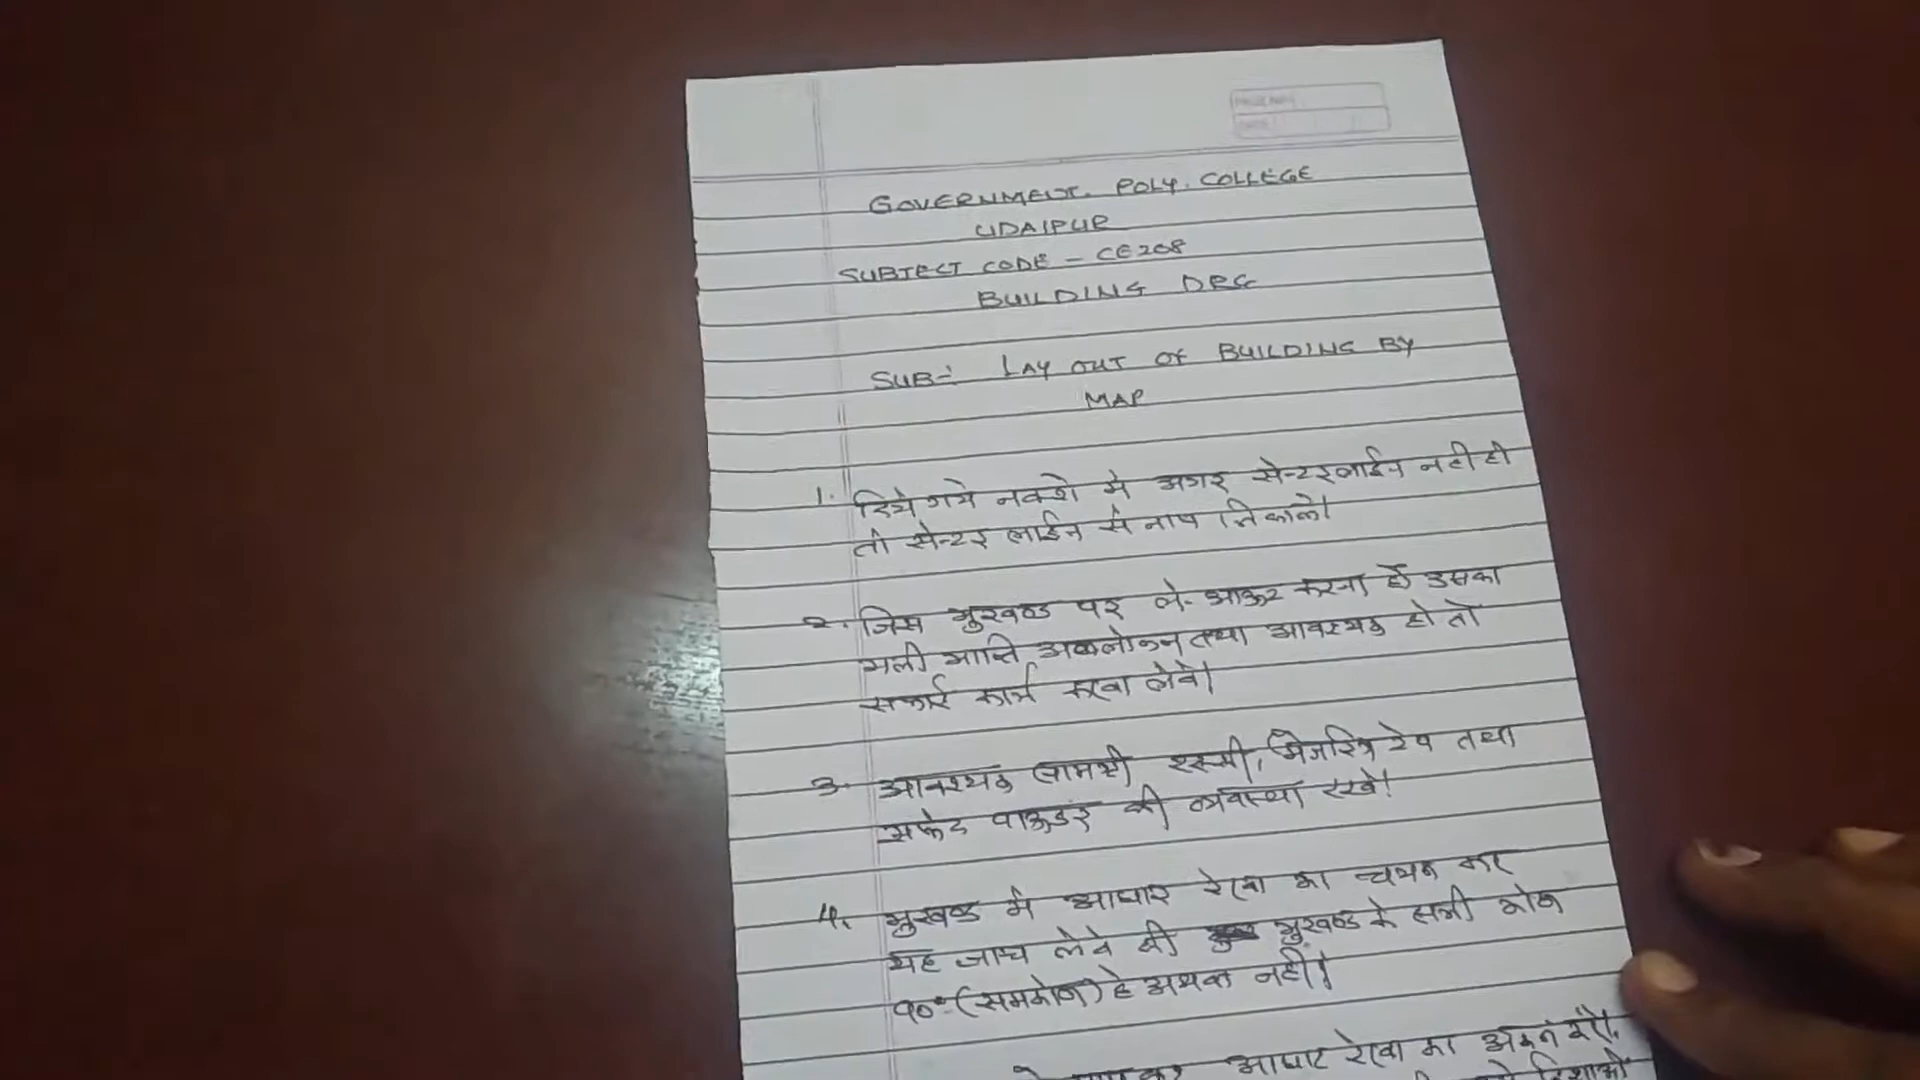 GOVERNMENT. POLY. COLLEGE
UDAIPUR
SUBJECT CODE - CE208
BUILDING DRG
SUB-: LAY OUT OF BUILDING BY
MAP
1. दिये गये नक्शे मे अगर सेन्टरलाईन नही हो
तो सेन्टर लाईन से नाप निकाले।
2. जिस भुखण्ड पर ले-आऊट करना हो उसका
भली भाति अवलोकन तथा आवश्यक हो तो
सफाई कार्य करवा लेवे।
3. आवश्यक सामग्री रस्सी, मेजरिंग टेप तथा
सफेद पाऊडर की व्यवस्था रखे।
4. भुखण्ड मे आधार रेखा का चयन कर
यह जाच लेवे की भुखण्ड के सभी कोण
90°(समकोण) हे अथवा नही।
आधार रेखा का अंकन करे।